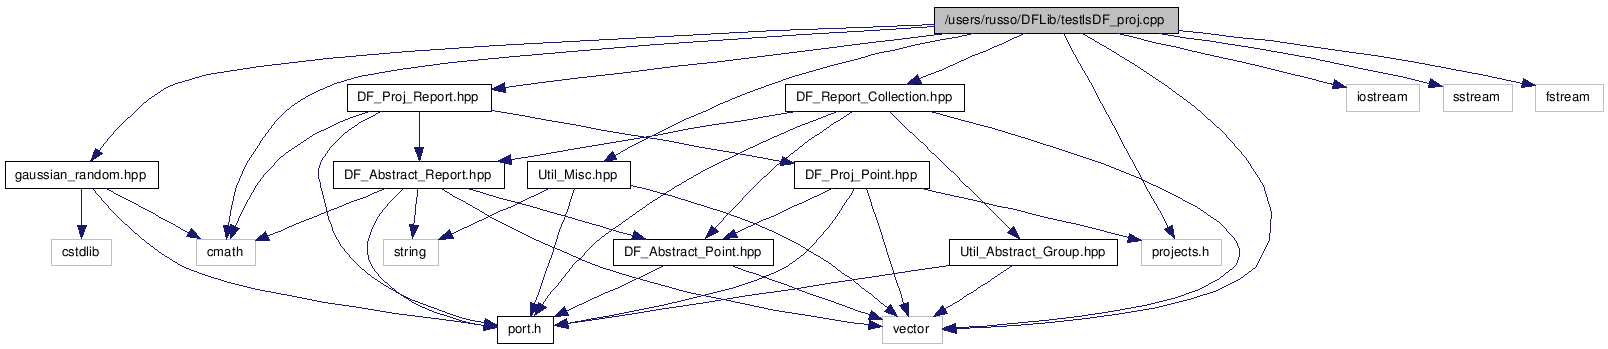 /users/russo/DFLib/testlsDF_proj.cpp
DF_Proj_Report.hpp
DF_Report_Collection.hpp
iostream
sstream
fstream
gaussian_random.hpp
DF_Abstract_Report.hpp
Util_Misc.hpp
DF_Proj_Point.hpp
cstdlib
cmath
string
DF_Abstract_Point.hpp
Util_Abstract_Group.hpp
projects.h
port.h
vector